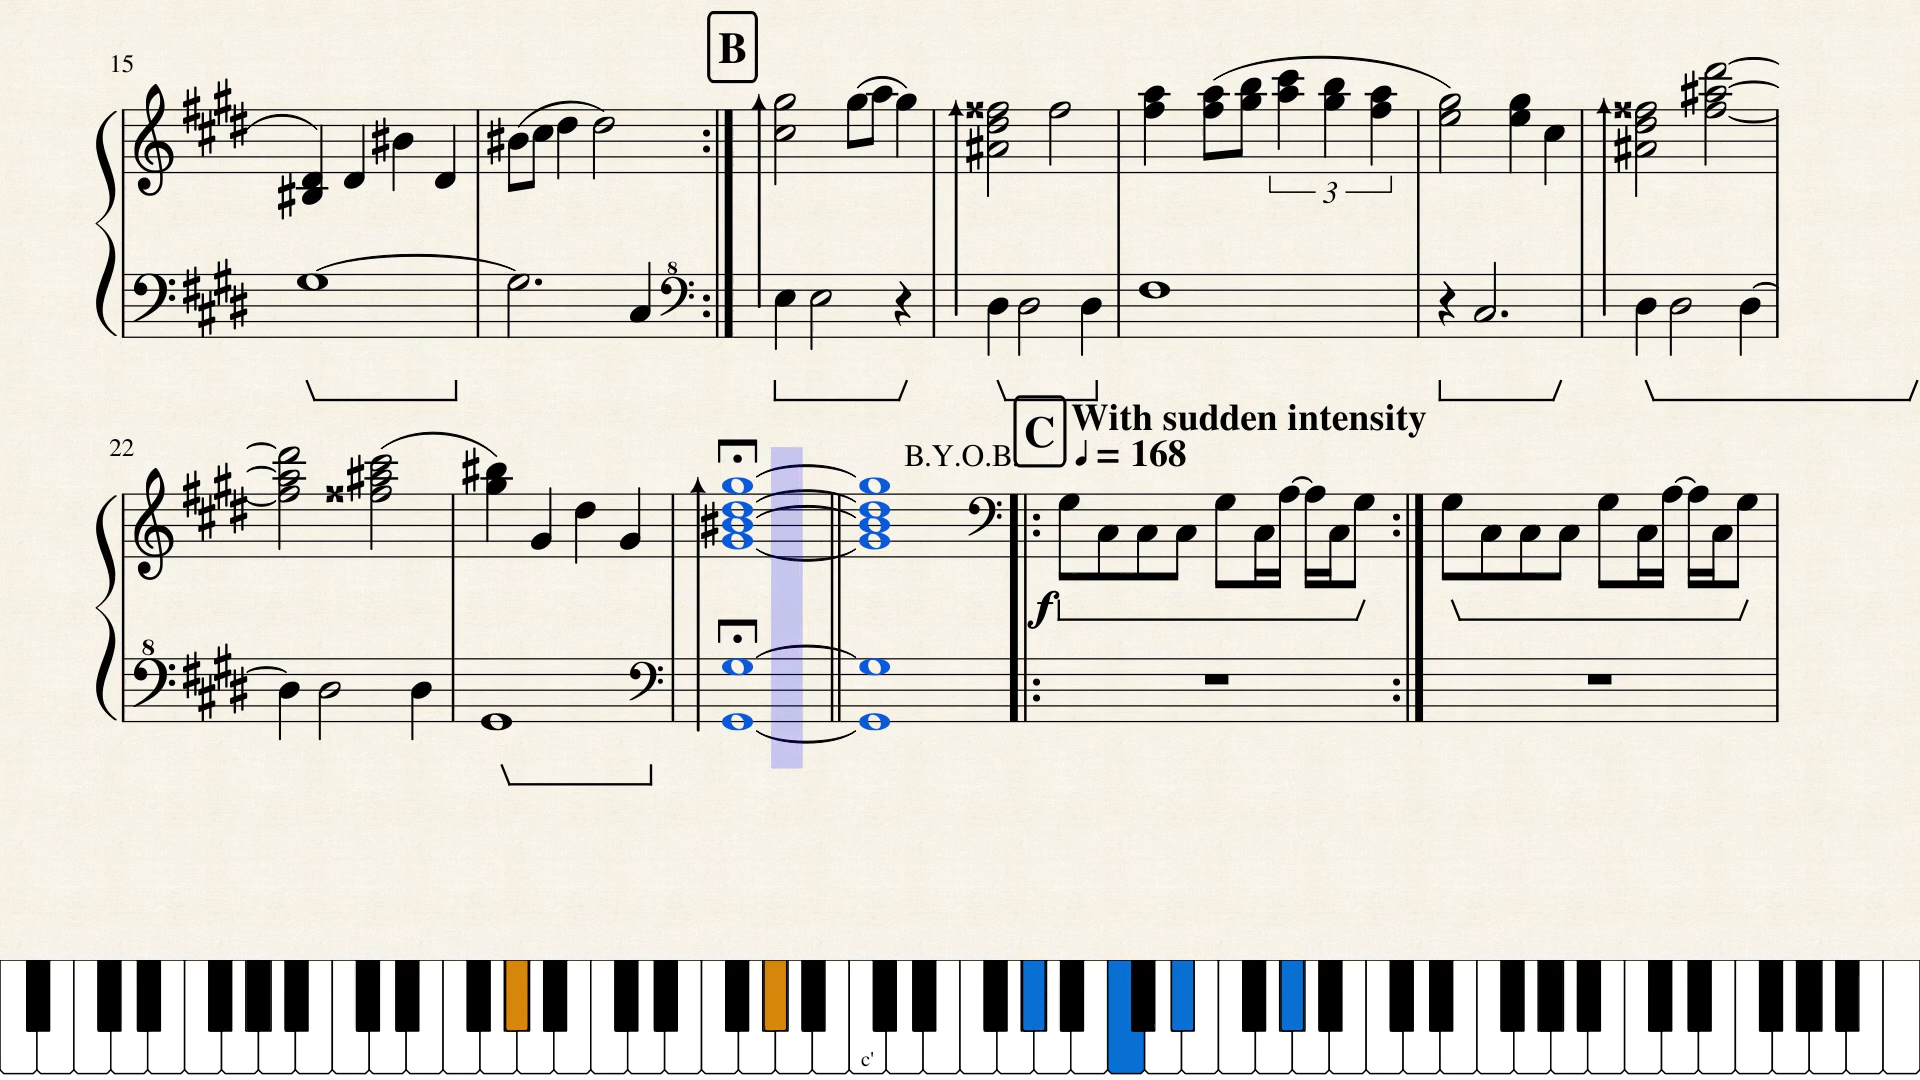 15
B
3
8
22
B.Y.O.B.
C
With sudden intensity
♩ = 168
8
f
c'